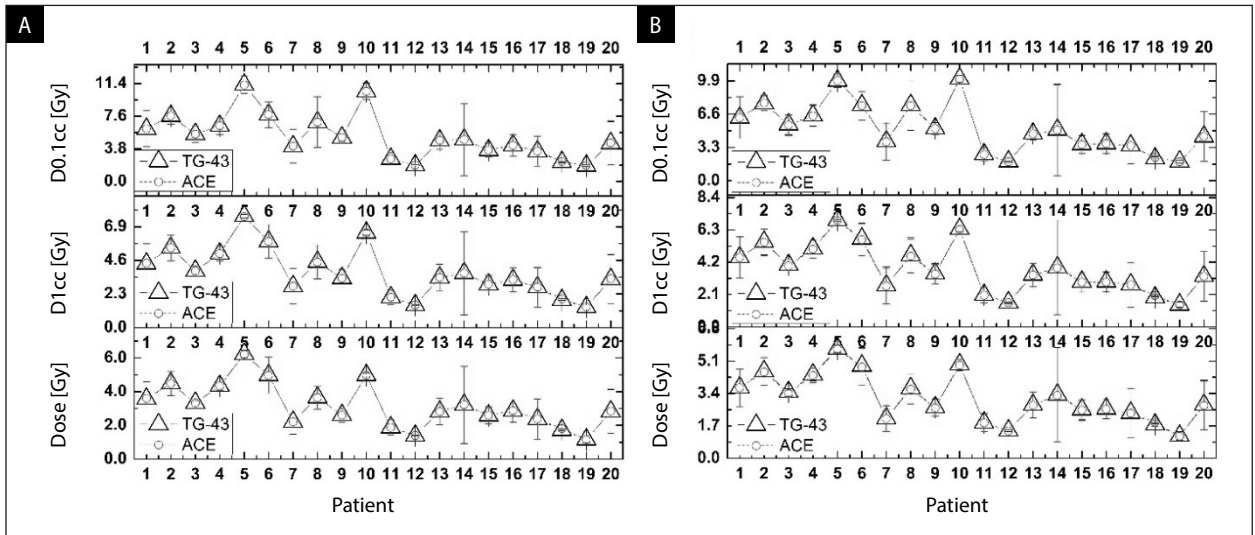 A
1 2 3 4 5 6 7 8 9 10 11 12 13 14 15 16 17 18 19 20
D0.1cc [Gy]
11.4
7.6
3.8
0.0
TG-43
ACE
1 2 3 4 5 6 7 8 9 10 11 12 13 14 15 16 17 18 19 20
D1cc [Gy]
6.9
4.6
2.3
0.0
TG-43
ACE
1 2 3 4 5 6 7 8 9 10 11 12 13 14 15 16 17 18 19 20
Dose [Gy]
6.0
4.0
2.0
0.0
TG-43
ACE
1 2 3 4 5 6 7 8 9 10 11 12 13 14 15 16 17 18 19 20
Patient
B
1 2 3 4 5 6 7 8 9 10 11 12 13 14 15 16 17 18 19 20
D0.1cc [Gy]
9.9
6.6
3.3
0.0
TG-43
ACE
8.4
1 2 3 4 5 6 7 8 9 10 11 12 13 14 15 16 17 18 19 20
D1cc [Gy]
6.3
4.2
2.1
TG-43
ACE
1 2 3 4 5 6 7 8 9 10 11 12 13 14 15 16 17 18 19 20
Dose [Gy]
5.1
3.4
1.7
0.0
TG-43
ACE
1 2 3 4 5 6 7 8 9 10 11 12 13 14 15 16 17 18 19 20
Patient